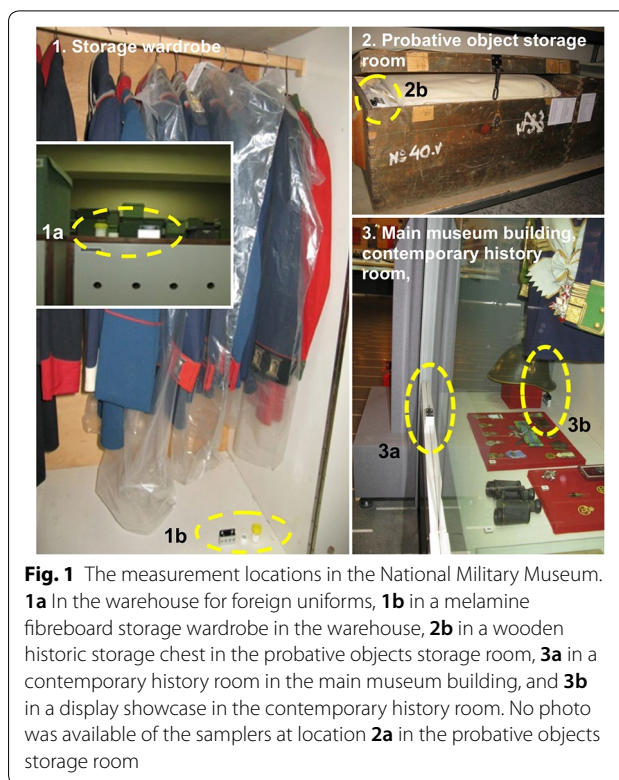 1. Storage wardrobe
1a
1b
2. Probative object storage
room
2b
Nº 40.V
3. Main museum building,
contemporary history
room,
3a
3b
Fig. 1 The measurement locations in the National Military Museum.
1a In the warehouse for foreign uniforms, 1b in a melamine
fibreboard storage wardrobe in the warehouse, 2b in a wooden
historic storage chest in the probative objects storage room, 3a in a
contemporary history room in the main museum building, and 3b
in a display showcase in the contemporary history room. No photo
was available of the samplers at location 2a in the probative objects
storage room